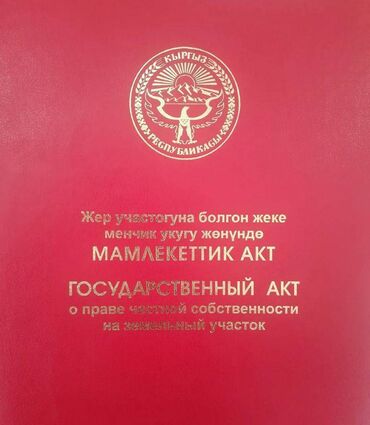 КЫРГЫЗ
РЕСПУБЛИКАСЫ
Жер участогуна болгон жеке
менчик укугу жөнүндө
МАМЛЕКЕТТИК АКТ
ГОСУДАРСТВЕННЫЙ АКТ
о праве частной собственности
на земельный участок